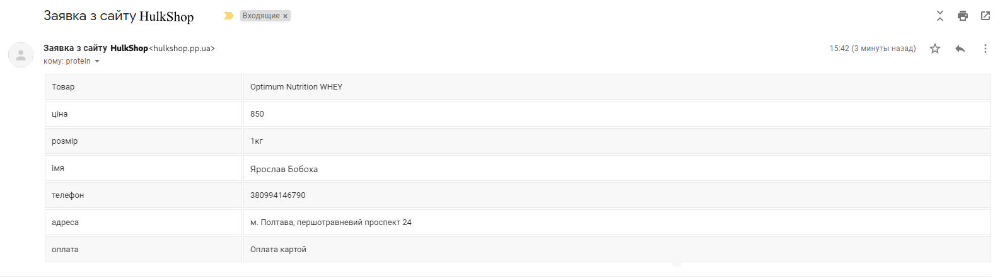 Заявка з сайту HulkShop Входящие ×
Заявка з сайту HulkShop <hulkshop.pp.ua> 15:42 (3 минуты назад)
кому: protein
Товар Optimum Nutrition WHEY
ціна 850
розмір 1кг
імя Ярослав Бобоха
телефон 380994146790
адреса м. Полтава, першотравневий проспект 24
оплата Оплата картой